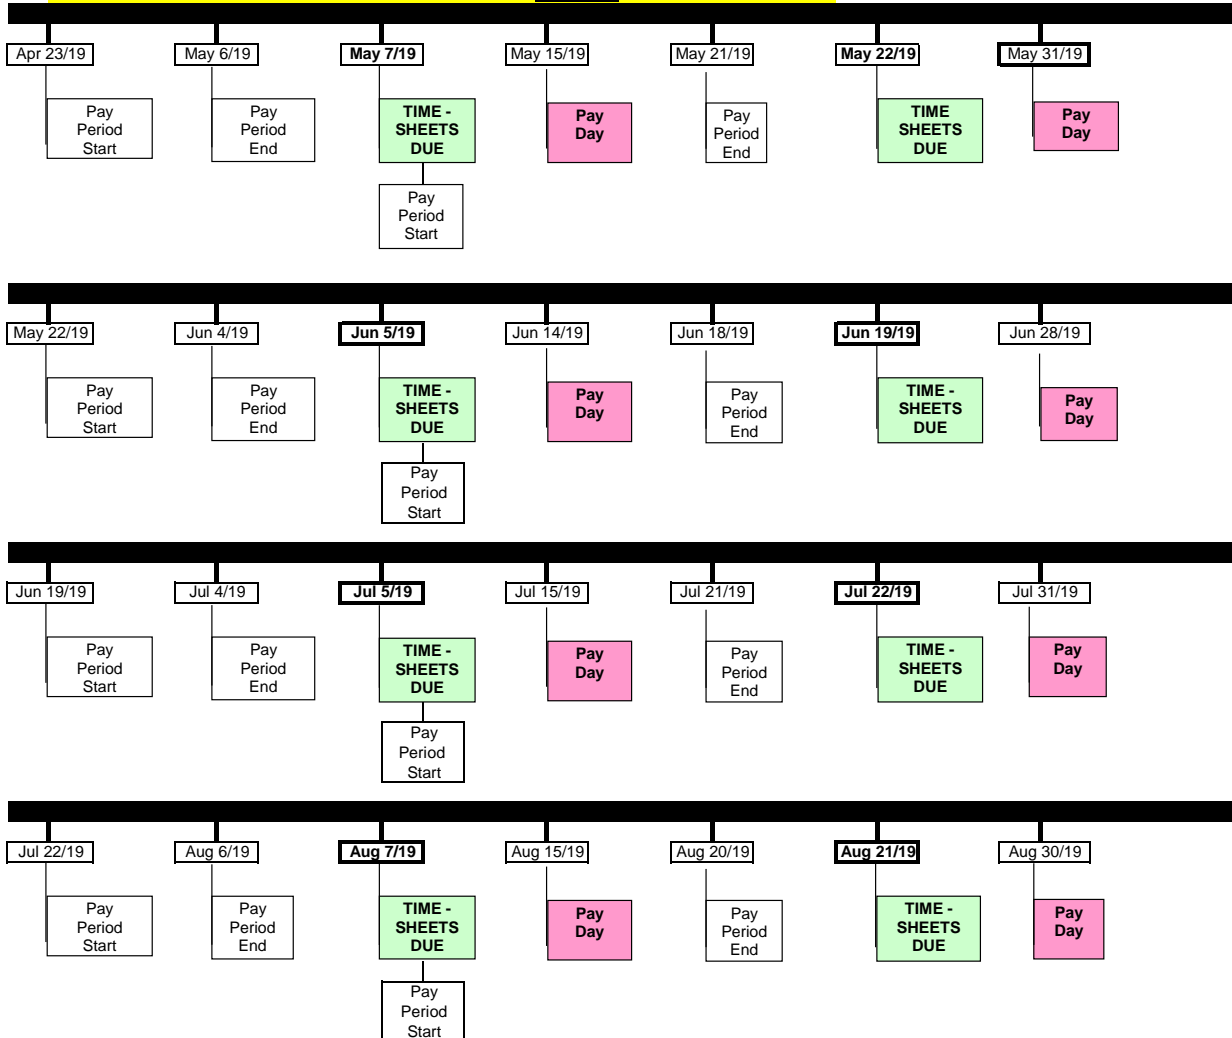 Apr 23/19 May 6/19 May 7/19 May 15/19 May 21/19 May 22/19 May 31/19
Pay
Period
Start
Pay
Period
End
TIME -
SHEETS
DUE
Pay
Day
Pay
Period
End
TIME
SHEETS
DUE
Pay
Day
Pay
Period
Start
May 22/19 Jun 4/19 Jun 5/19 Jun 14/19 Jun 18/19 Jun 19/19 Jun 28/19
Pay
Period
Start
Pay
Period
End
TIME -
SHEETS
DUE
Pay
Day
Pay
Period
End
TIME -
SHEETS
DUE
Pay
Day
Pay
Period
Start
Jun 19/19 Jul 4/19 Jul 5/19 Jul 15/19 Jul 21/19 Jul 22/19 Jul 31/19
Pay
Period
Start
Pay
Period
End
TIME -
SHEETS
DUE
Pay
Day
Pay
Period
End
TIME -
SHEETS
DUE
Pay
Day
Pay
Period
Start
Jul 22/19 Aug 6/19 Aug 7/19 Aug 15/19 Aug 20/19 Aug 21/19 Aug 30/19
Pay
Period
Start
Pay
Period
End
TIME -
SHEETS
DUE
Pay
Day
Pay
Period
End
TIME -
SHEETS
DUE
Pay
Day
Pay
Period
Start